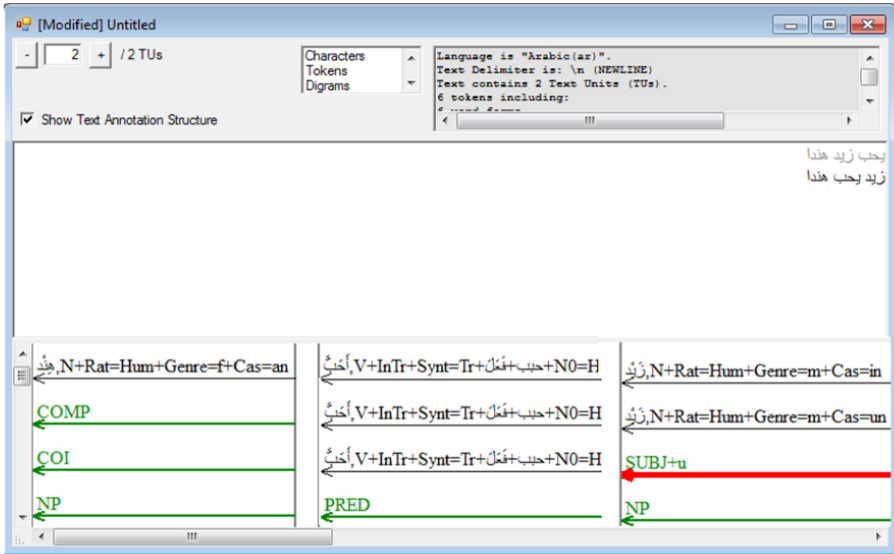 [Modified] Untitled
- 2 + / 2 TUs
Characters
Tokens
Digrams
Language is "Arabic(ar)".
Text Delimiter is: \n (NEWLINE)
Text contains 2 Text Units (TUs).
6 tokens including:
Show Text Annotation Structure
يحب زيد هندا
زيد يحب هندا
هِنْد,N+Rat=Hum+Genre=f+Cas=an
COMP
COI
NP
أَحَبَّ,V+InTr+Synt=Tr+حبب+فَعَلَ+N0=H
أَحَبَّ,V+InTr+Synt=Tr+حبب+فَعَلَ+N0=H
أَحَبَّ,V+InTr+Synt=Tr+حبب+فَعَلَ+N0=H
PRED
زَيْد,N+Rat=Hum+Genre=m+Cas=in
زَيْد,N+Rat=Hum+Genre=m+Cas=un
SUBJ+u
NP